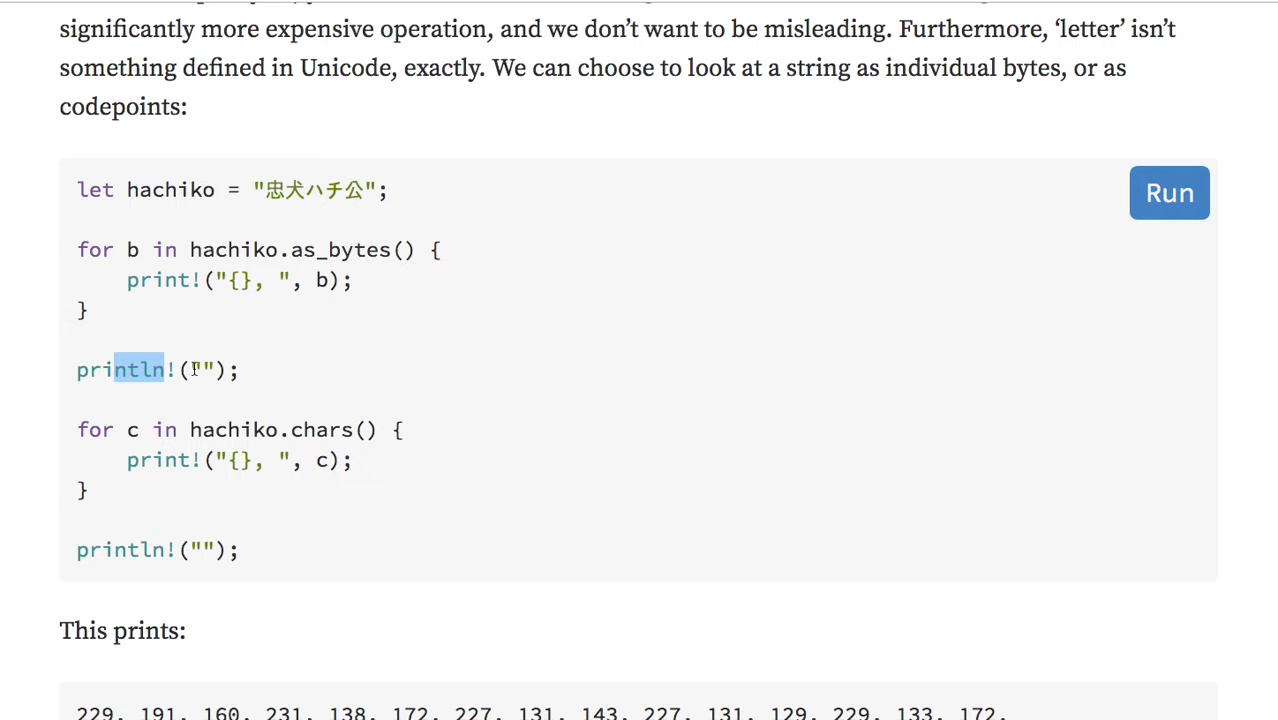 significantly more expensive operation, and we don’t want to be misleading. Furthermore, ‘letter’ isn’t
something defined in Unicode, exactly. We can choose to look at a string as individual bytes, or as
codepoints:
let hachiko = "忠犬ハチ公";
Run
for b in hachiko.as_bytes() {
    print!("{}, ", b);
}
println!("");
for c in hachiko.chars() {
    print!("{}, ", c);
}
println!("");
This prints:
229, 191, 160, 231, 138, 172, 227, 131, 143, 227, 131, 129, 229, 133, 172,